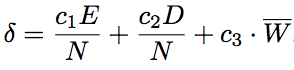 δ = c₁E/N + c₂D/N + c₃ · W̅